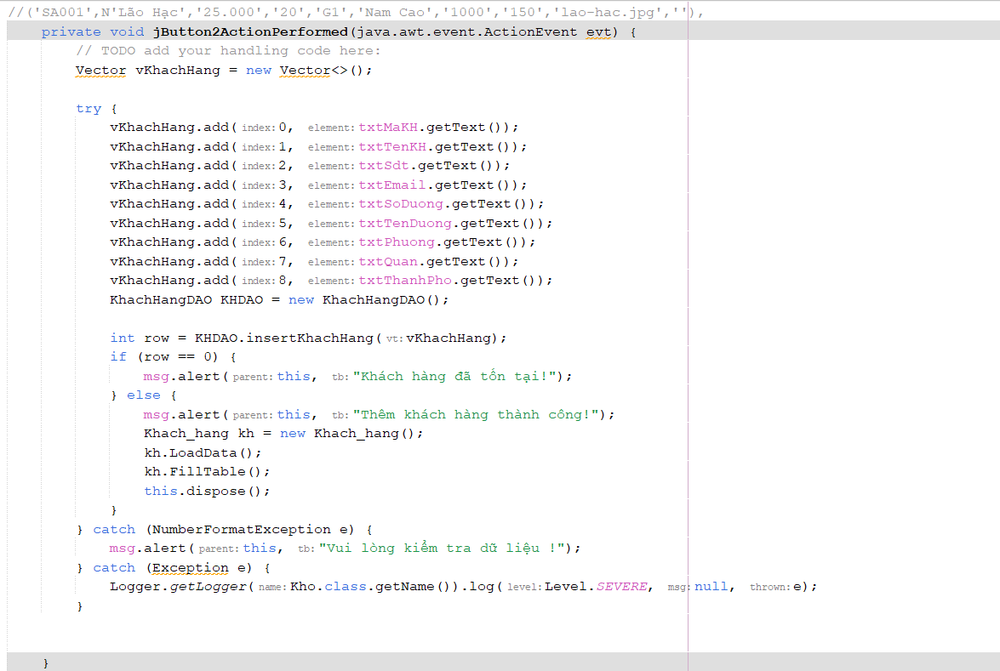 //('SA001',N'Lão Hạc','25.000','20','G1','Nam Cao','1000','150','lao-hac.jpg',''),
private void jButton2ActionPerformed(java.awt.event.ActionEvent evt) {
// TODO add your handling code here:
Vector vKhachHang = new Vector<>();
try {
vKhachHang.add(index:0, element:txtMaKH.getText());
vKhachHang.add(index:1, element:txtTenKH.getText());
vKhachHang.add(index:2, element:txtSdt.getText());
vKhachHang.add(index:3, element:txtEmail.getText());
vKhachHang.add(index:4, element:txtSoDuong.getText());
vKhachHang.add(index:5, element:txtTenDuong.getText());
vKhachHang.add(index:6, element:txtPhuong.getText());
vKhachHang.add(index:7, element:txtQuan.getText());
vKhachHang.add(index:8, element:txtThanhPho.getText());
KhachHangDAO KHDAO = new KhachHangDAO();
int row = KHDAO.insertKhachHang(vt:vKhachHang);
if (row == 0) {
msg.alert(parent:this, tb:"Khách hàng đã tồn tại!");
} else {
msg.alert(parent:this, tb:"Thêm khách hàng thành công!");
Khach_hang kh = new Khach_hang();
kh.LoadData();
kh.FillTable();
this.dispose();
}
} catch (NumberFormatException e) {
msg.alert(parent:this, tb:"Vui lòng kiểm tra dữ liệu !");
} catch (Exception e) {
Logger.getLogger(name:Kho.class.getName()).log(level:Level.SEVERE, msg:null, thrown:e);
}
}